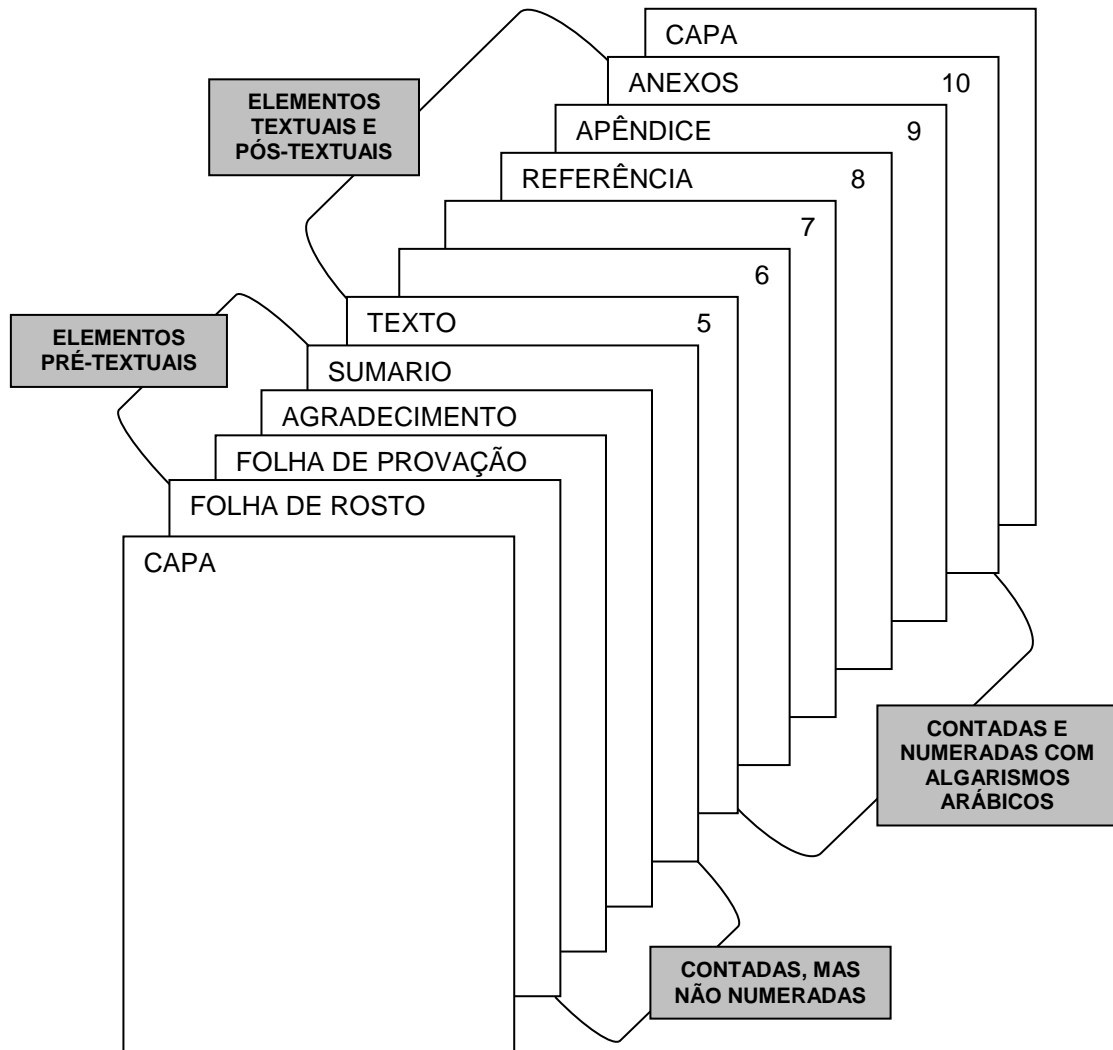 CAPA
ANEXOS 10
ELEMENTOS
TEXTUAIS E
PÓS-TEXTUAIS
APÊNDICE 9
REFERÊNCIA 8
7
6
TEXTO 5
ELEMENTOS
PRÉ-TEXTUAIS
SUMARIO
AGRADECIMENTO
FOLHA DE PROVAÇÃO
FOLHA DE ROSTO
CAPA
CONTADAS E
NUMERADAS COM
ALGARISMOS
ARÁBICOS
CONTADAS, MAS
NÃO NUMERADAS